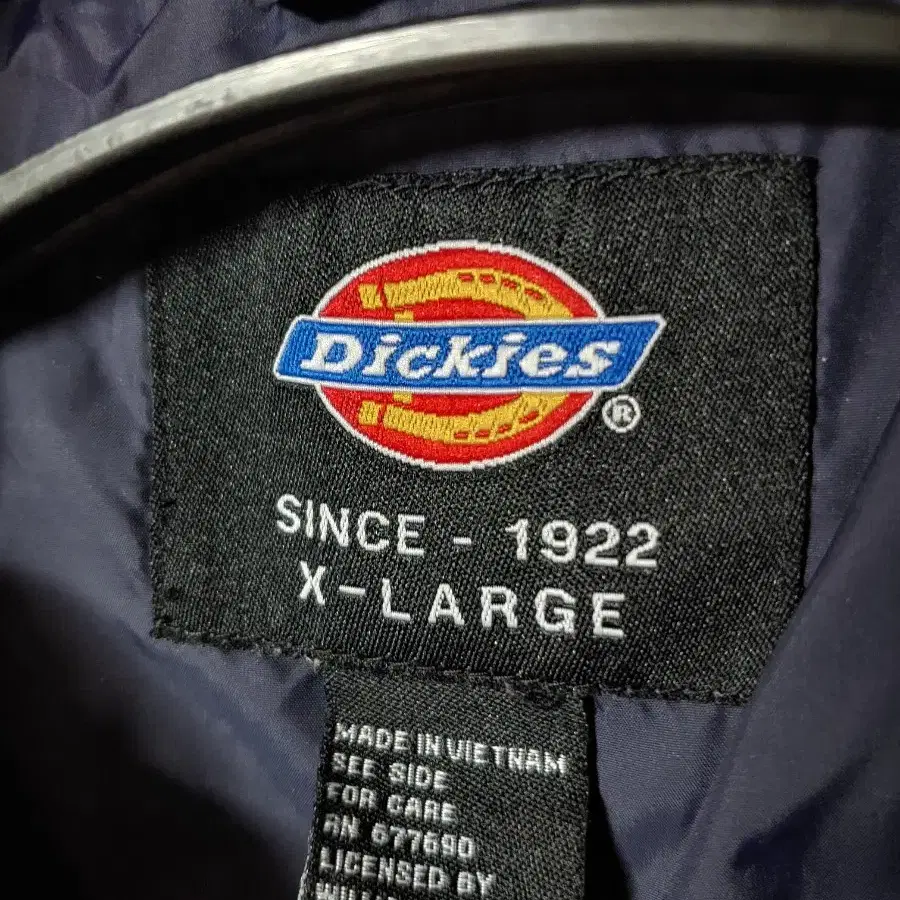 Dickies
®
SINCE - 1922
X-LARGE
MADE IN VIETNAM
SEE SIDE
FOR CARE
RN 677690
LICENSED BY